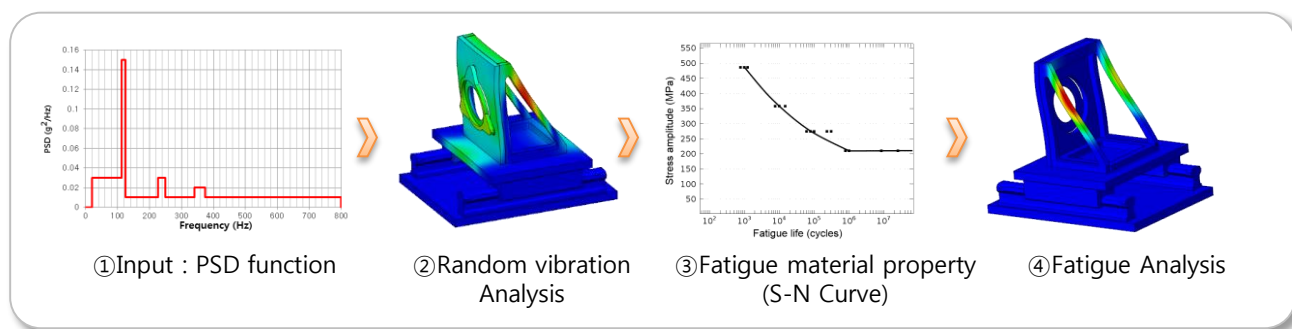 0.16
0.14
0.12
0.1
0.08
0.06
0.04
0.02
0
PSD (g²/Hz)
0 100 200 300 400 500 600 700 800
Frequency (Hz)
550
500
450
400
350
300
250
200
150
100
50
Stress amplitude (MPa)
10² 10³ 10⁴ 10⁵ 10⁶ 10⁷
Fatigue life (cycles)
①Input : PSD function
②Random vibration
Analysis
③Fatigue material property
(S-N Curve)
④Fatigue Analysis